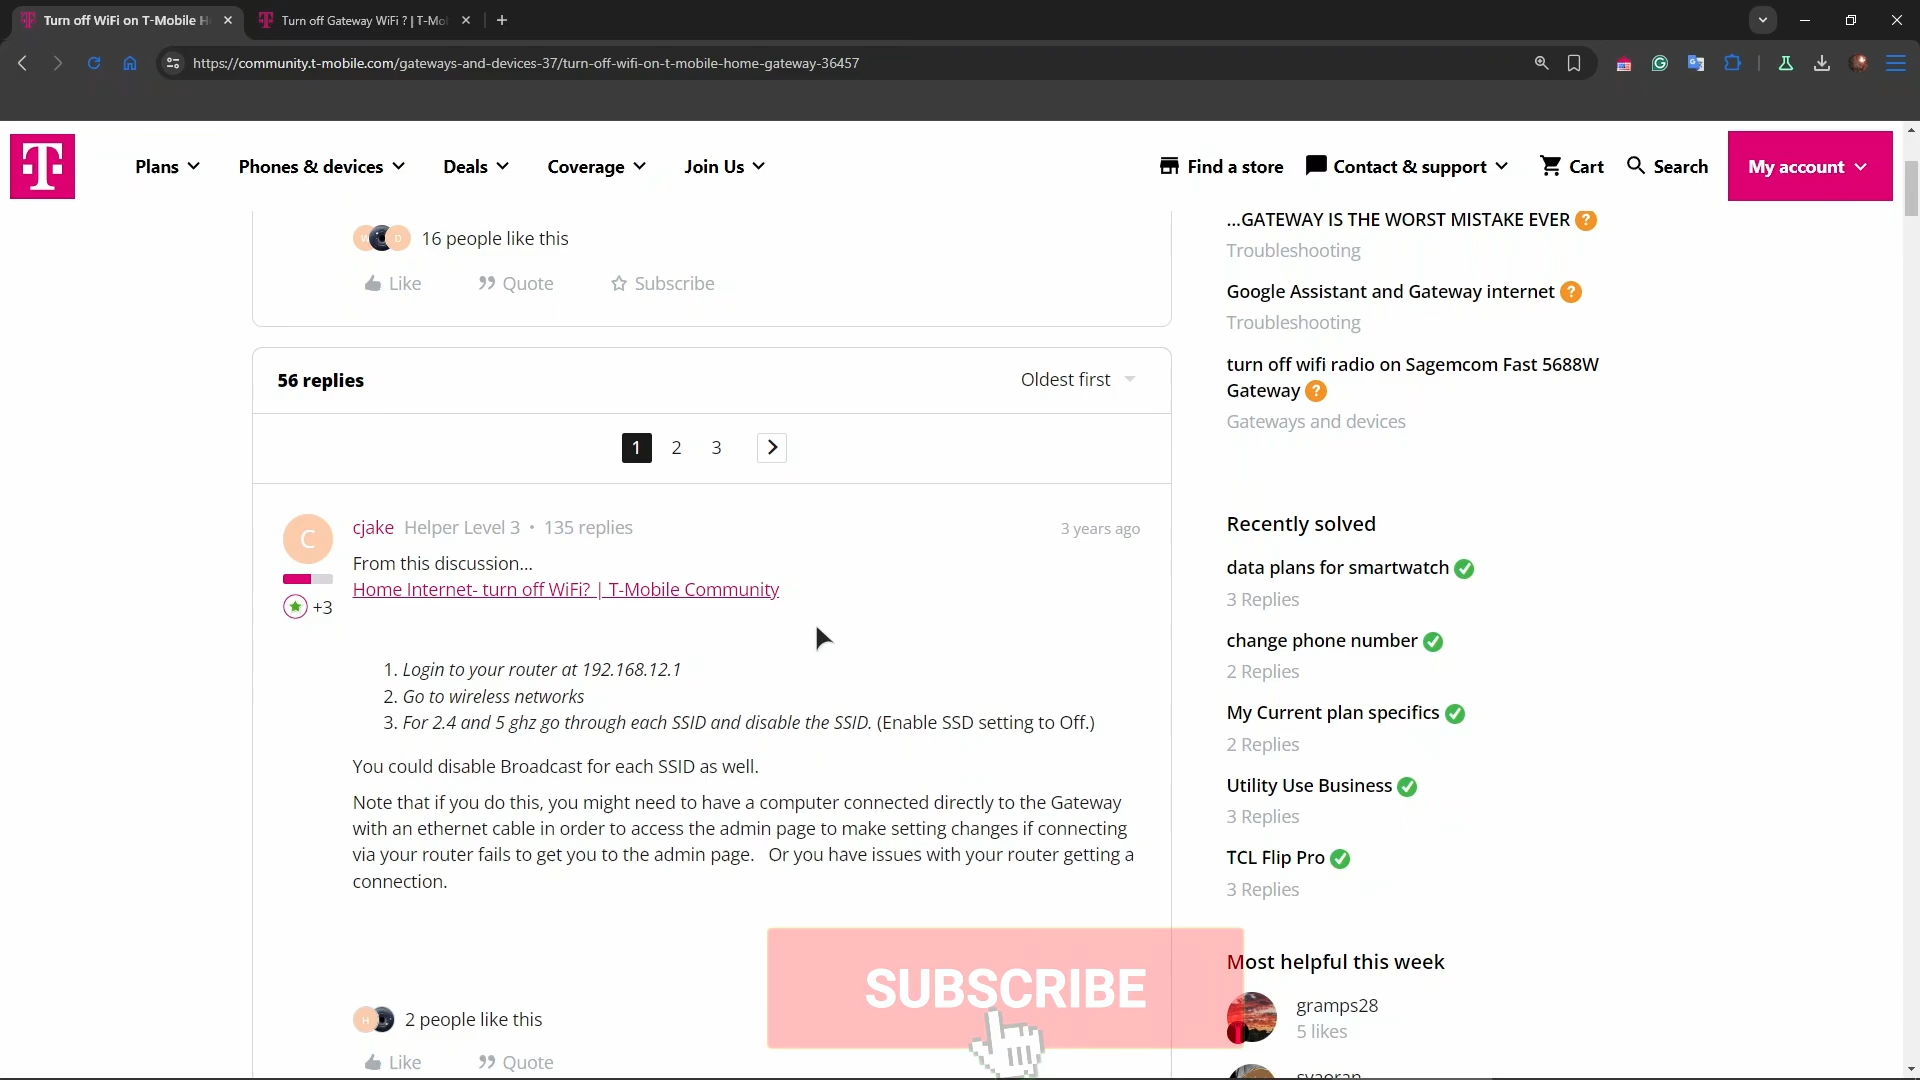 Turn off WiFi on T-Mobile H
Turn off Gateway WiFi ? | T-Mo
https://community.t-mobile.com/gateways-and-devices-37/turn-off-wifi-on-t-mobile-home-gateway-36457
Plans
Phones & devices
Deals
Coverage
Join Us
Find a store
Contact & support
Cart
Search
My account
16 people like this
Like
Quote
Subscribe
56 replies
Oldest first
1 2 3
C
cjake Helper Level 3 • 135 replies
3 years ago
+3
From this discussion...
Home Internet- turn off WiFi? | T-Mobile Community
1. Login to your router at 192.168.12.1
2. Go to wireless networks
3. For 2.4 and 5 ghz go through each SSID and disable the SSID. (Enable SSD setting to Off.)
You could disable Broadcast for each SSID as well.
Note that if you do this, you might need to have a computer connected directly to the Gateway
with an ethernet cable in order to access the admin page to make setting changes if connecting
via your router fails to get you to the admin page. Or you have issues with your router getting a
connection.
2 people like this
Like
Quote
SUBSCRIBE
...GATEWAY IS THE WORST MISTAKE EVER ?
Troubleshooting
Google Assistant and Gateway internet ?
Troubleshooting
turn off wifi radio on Sagemcom Fast 5688W
Gateway ?
Gateways and devices
Recently solved
data plans for smartwatch
3 Replies
change phone number
2 Replies
My Current plan specifics
2 Replies
Utility Use Business
3 Replies
TCL Flip Pro
3 Replies
Most helpful this week
gramps28
5 likes